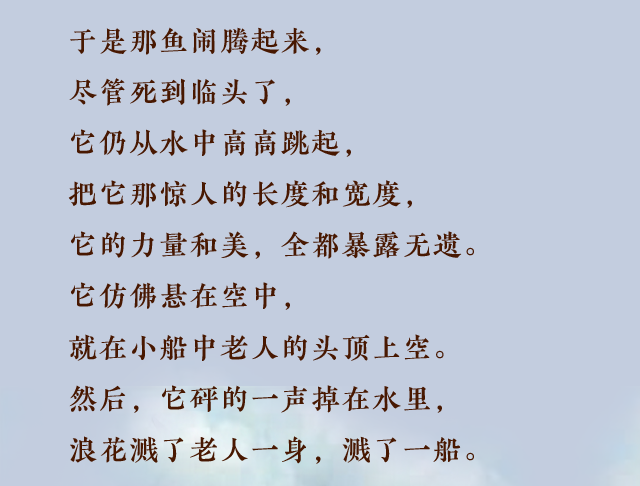 于是那鱼闹腾起来，
尽管死到临头了，
它仍从水中高高跳起，
把它那惊人的长度和宽度，
它的力量和美，全都暴露无遗。
它仿佛悬在空中，
就在小船中老人的头顶上空。
然后，它砰的一声掉在水里，
浪花溅了老人一身，溅了一船。